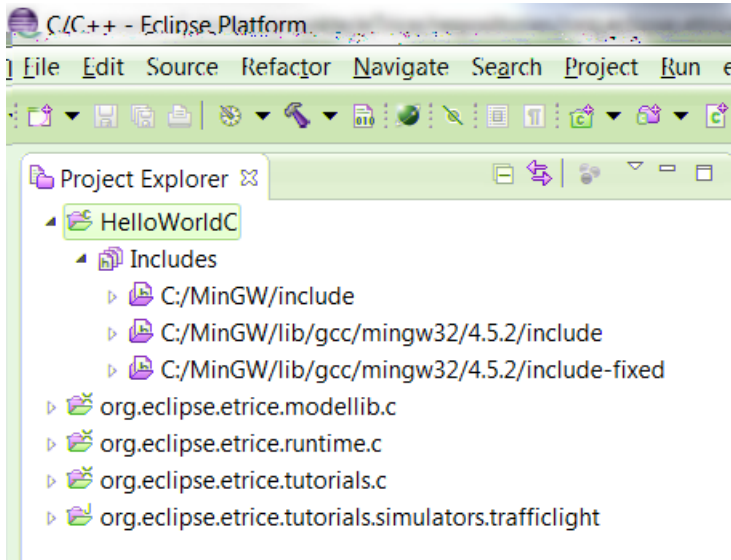 C/C++ - Eclipse Platform
File Edit Source Refactor Navigate Search Project Run
Project Explorer
HelloWorldC
Includes
C:/MinGW/include
C:/MinGW/lib/gcc/mingw32/4.5.2/include
C:/MinGW/lib/gcc/mingw32/4.5.2/include-fixed
org.eclipse.etrice.modellib.c
org.eclipse.etrice.runtime.c
org.eclipse.etrice.tutorials.c
org.eclipse.etrice.tutorials.simulators.trafficlight